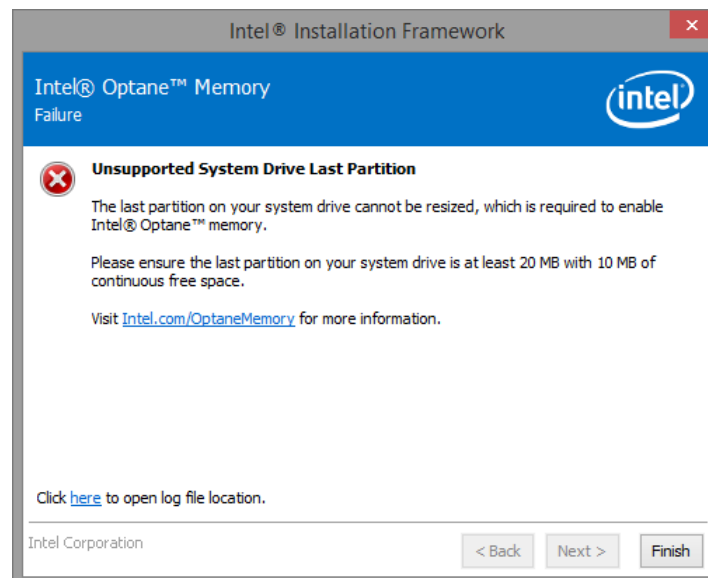 Intel® Installation Framework
Intel® Optane™ Memory
Failure
intel
Unsupported System Drive Last Partition
The last partition on your system drive cannot be resized, which is required to enable
Intel® Optane™ memory.
Please ensure the last partition on your system drive is at least 20 MB with 10 MB of
continuous free space.
Visit Intel.com/OptaneMemory for more information.
Click here to open log file location.
Intel Corporation
< Back
Next >
Finish